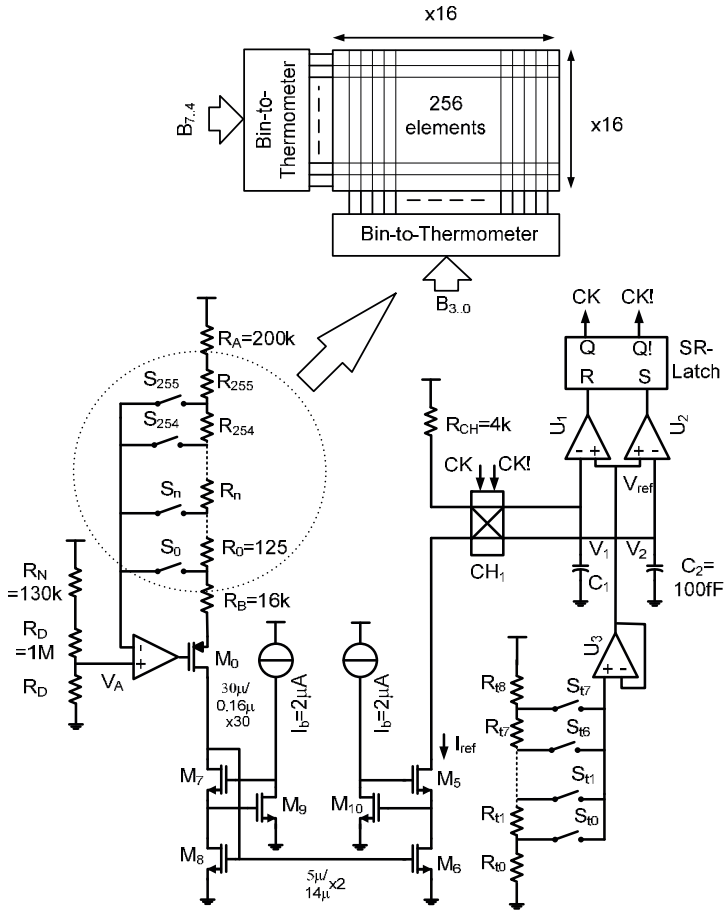 x16
B7..4
Bin-to-
Thermometer
256
elements
x16
Bin-to-Thermometer
B3..0
RA=200k
S255
R255
S254
R254
Sn
Rn
S0
R0=125
RB=16k
RN
=130k
RD
=1M
RD
VA
-
+
M0
30µ/
0.16µ
x30
Ib=2µA
Ib=2µA
M7
M9
M8
M10
M5
M6
Iref
5µ/
14µ
x2
RCH=4k
CK
CK!
CH1
CK
CK!
Q
Q!
R
S
SR-
Latch
U1
U2
- +
+ -
Vref
V1
V2
C1
C2=
100fF
U3
+ -
Rt8
St7
Rt7
St6
St1
Rt1
St0
Rt0